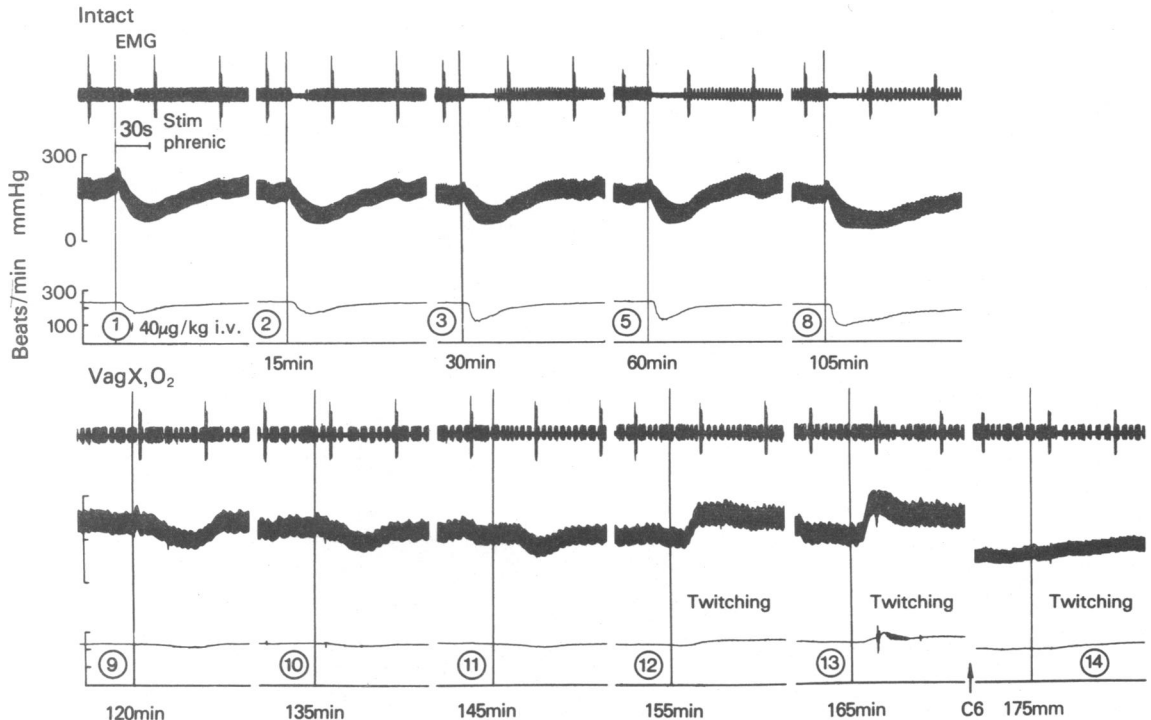 Intact
EMG
30s Stim
phrenic
300
0
mmHg
300
100
Beats/min
① 40µg/kg i.v.
②
③
⑤
⑧
15min
30min
60min
105min
VagX, O₂
Twitching
Twitching
Twitching
⑨
⑩
⑪
⑫
⑬
⑭
120min
135min
145min
155min
165min
C6
175mm